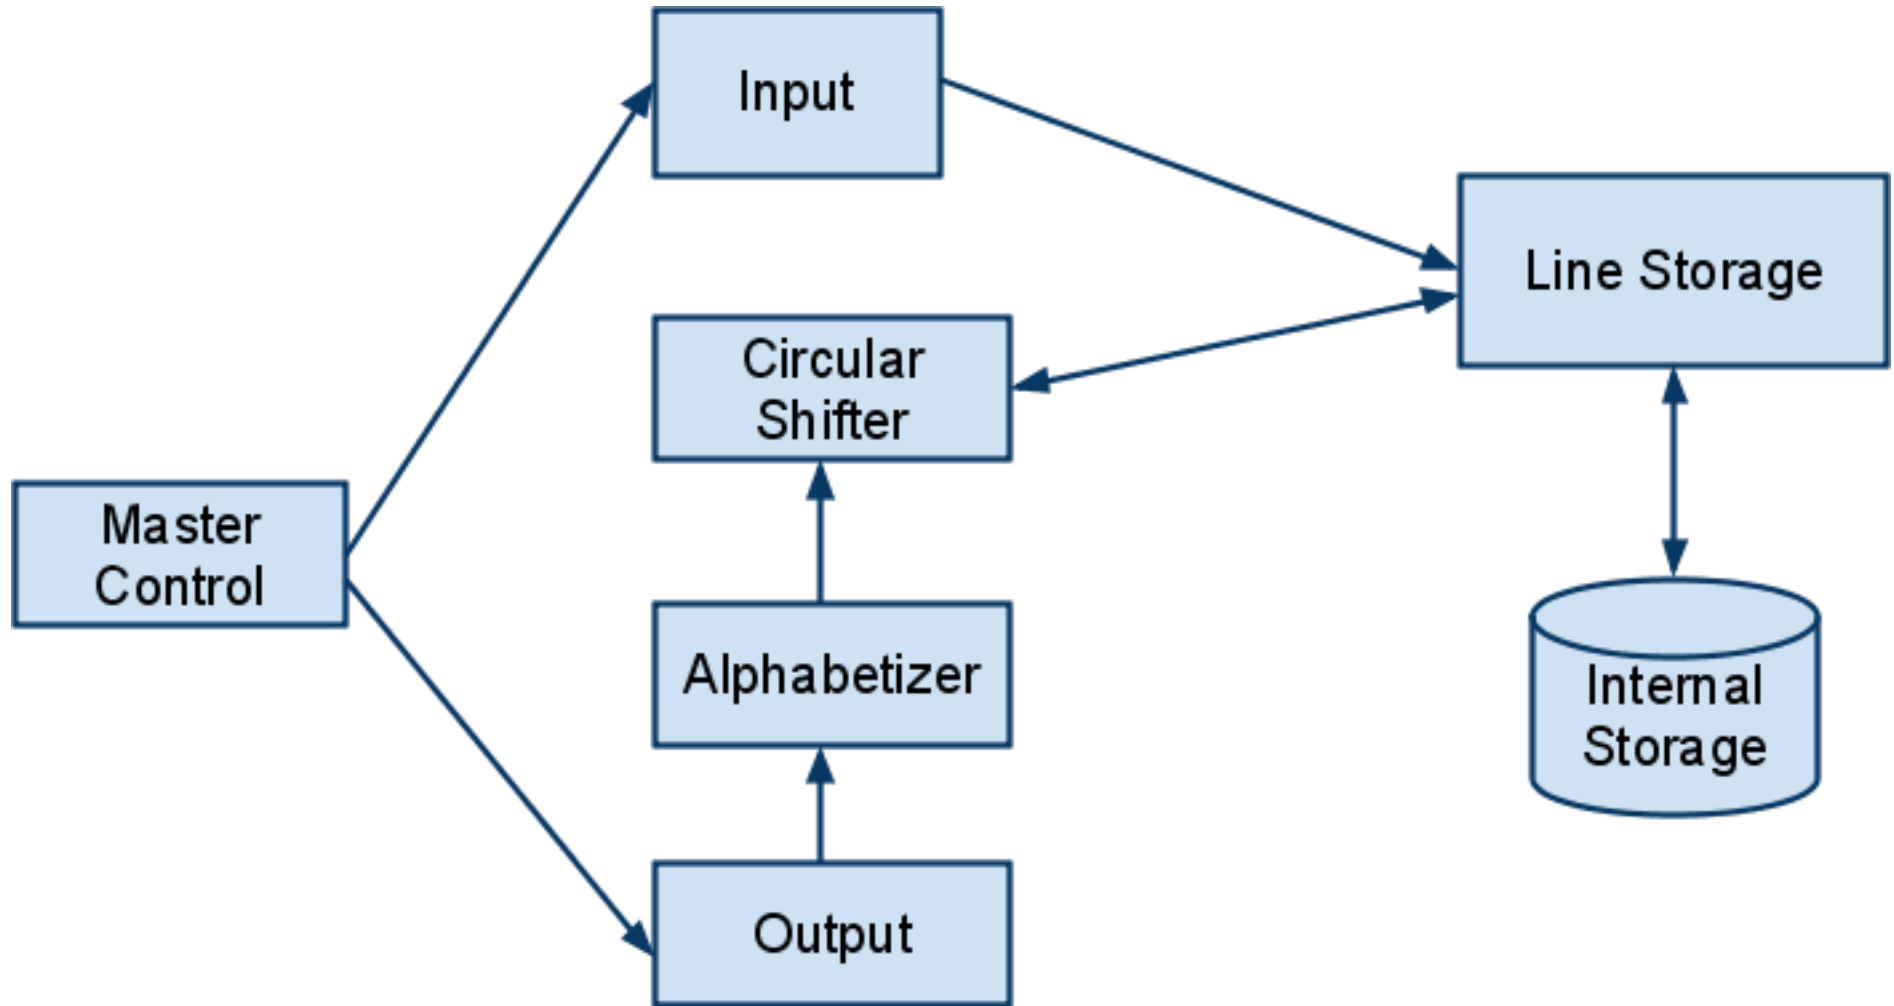 Input
Line Storage
Circular
Shifter
Master
Control
Alphabetizer
Internal
Storage
Output